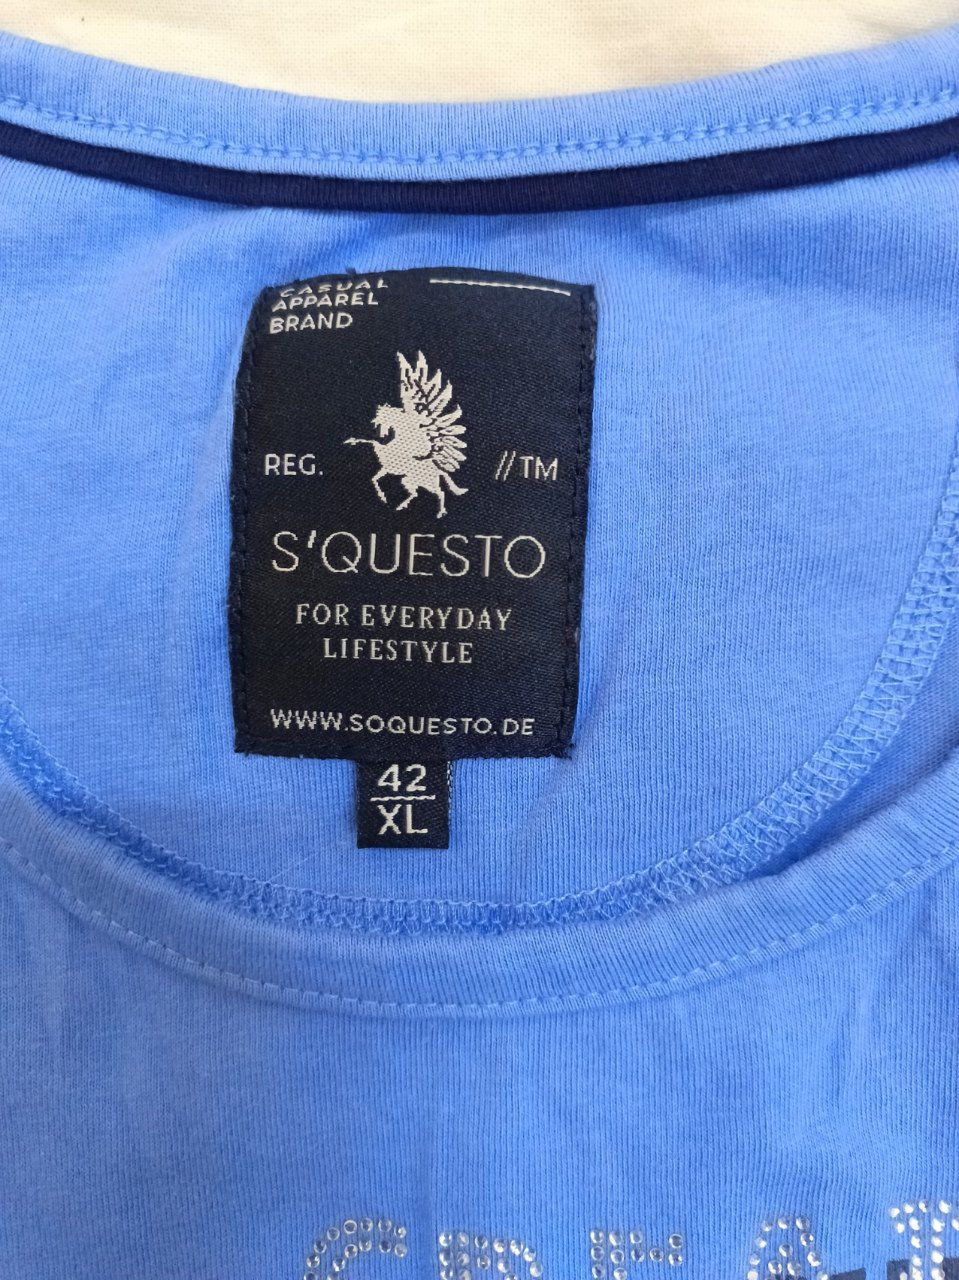 CASUAL
APPAREL
BRAND
REG.
//TM
S'QUESTO
FOR EVERYDAY
LIFESTYLE
WWW.SOQUESTO.DE
42
XL